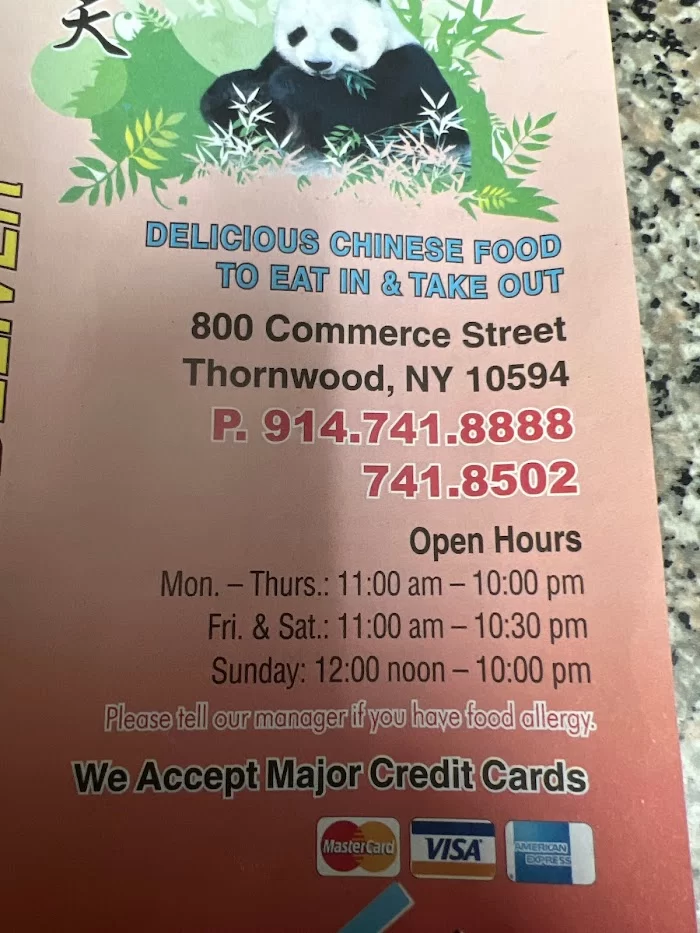 DELICIOUS CHINESE FOOD
TO EAT IN & TAKE OUT
800 Commerce Street
Thornwood, NY 10594
P. 914.741.8888
741.8502
Open Hours
Mon. – Thurs.: 11:00 am – 10:00 pm
Fri. & Sat.: 11:00 am – 10:30 pm
Sunday: 12:00 noon – 10:00 pm
Please tell our manager if you have food allergy.
We Accept Major Credit Cards
MasterCard VISA AMERICAN EXPRESS